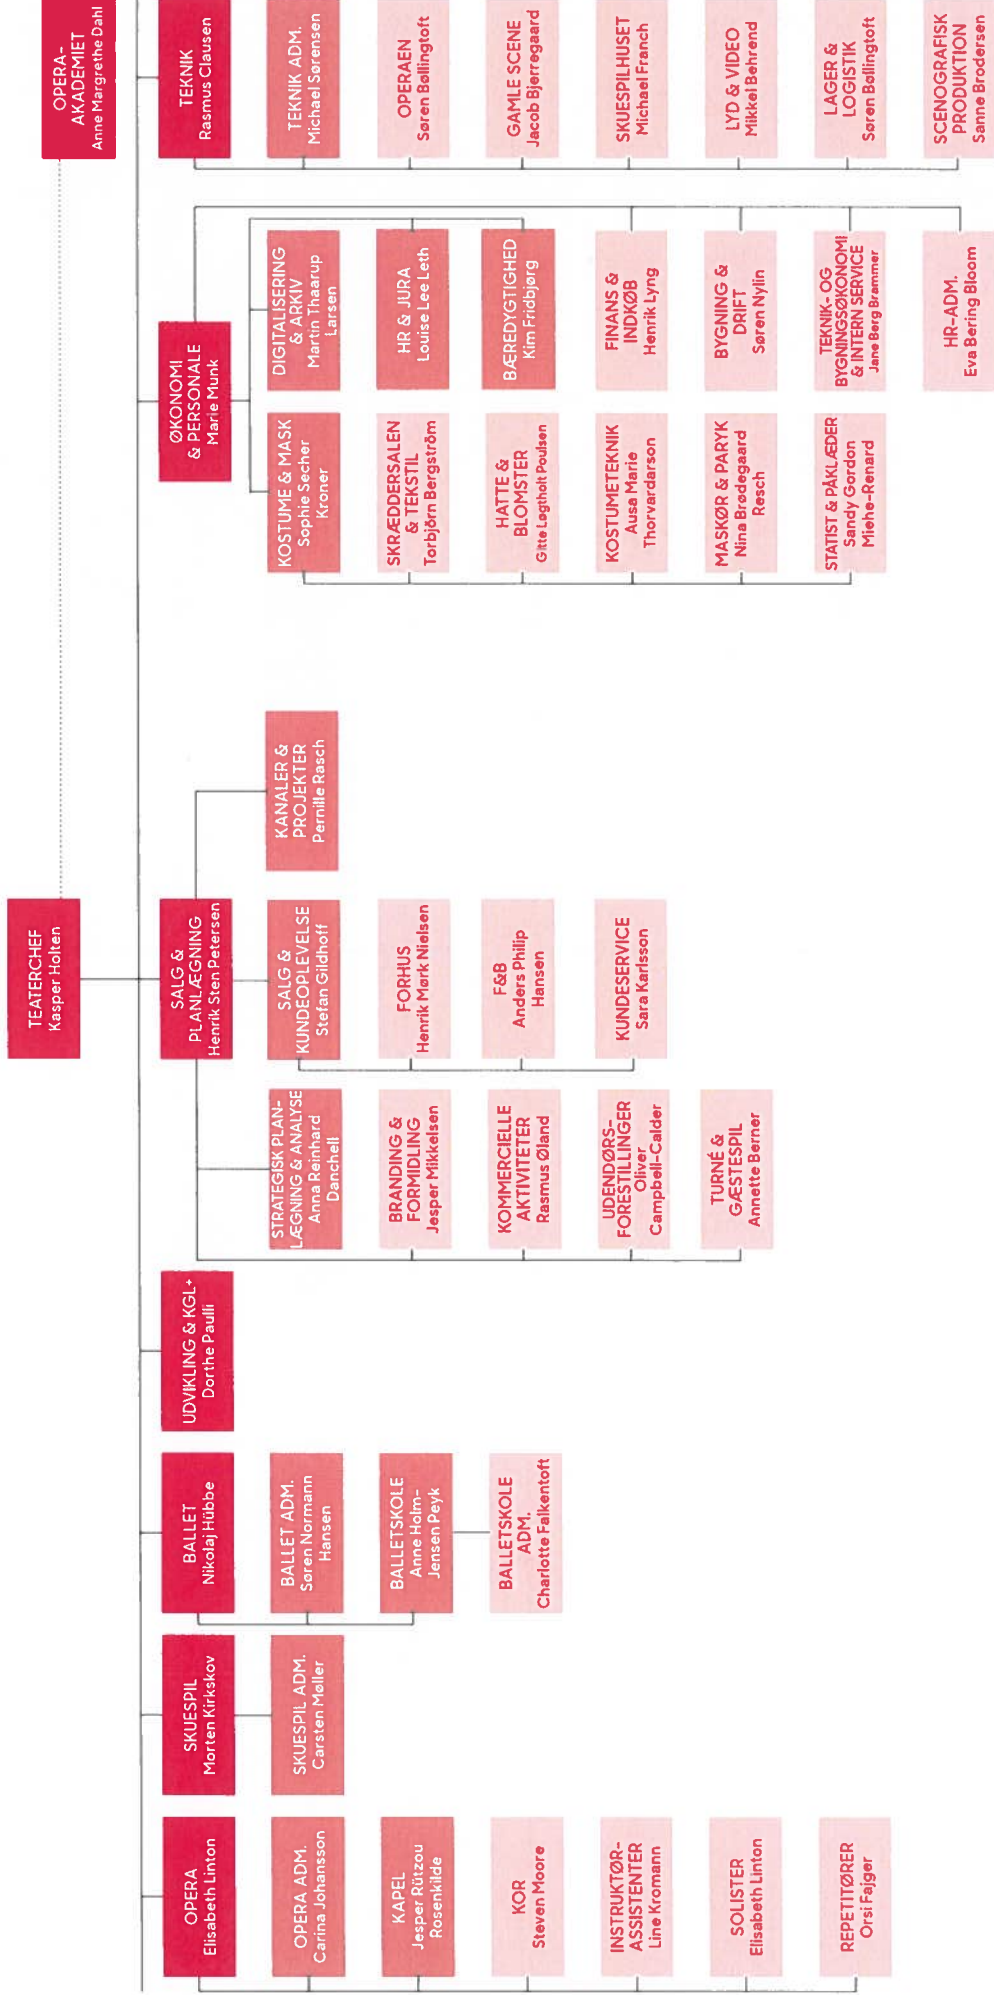 TEATERCHEF
Kasper Holten
OPERA-
AKADEMIET
Anne Margrethe Dahl
OPERA
Elisabeth Linton
OPERA ADM.
Carina Johansson
KAPEL
Jesper Rützou
Rosenkilde
KOR
Steven Moore
INSTRUKTØR-
ASSISTENTER
Line Kromann
SOLISTER
Elisabeth Linton
REPETITØRER
Orsi Fajger
SKUESPIL
Morten Kirkskov
SKUESPIL ADM.
Carsten Møller
BALLET
Nikolaj Hübbe
BALLET ADM.
Søren Normann
Hansen
BALLETSKOLE
Anne Holm-
Jensen Peyk
BALLETSKOLE
ADM.
Charlotte Falkentoft
UDVIKLING & KGL+
Dorthe Paulli
SALG &
PLANLÆGNING
Henrik Sten Petersen
STRATEGISK PLAN-
LÆGNING & ANALYSE
Anna Reinhard
Danchell
BRANDING &
FORMIDLING
Jesper Mikkelsen
KOMMERCIELLE
AKTIVITETER
Rasmus Øland
UDENDØRS-
FORESTILLINGER
Oliver
Campbell-Calder
TURNÉ &
GÆSTESPIL
Annette Berner
SALG &
KUNDEOPLEVELSE
Stefan Gildhoff
FORHUS
Henrik Mørk Nielsen
F&B
Anders Philip
Hansen
KUNDESERVICE
Sara Karlsson
KANALER &
PROJEKTER
Pernille Rasch
ØKONOMI
& PERSONALE
Marie Munk
KOSTUME & MASK
Sophie Secher
Kroner
SKRÆDDERSALEN
& TEKSTIL
Torbjörn Bergström
HATTE &
BLOMSTER
Gitte Løgtholt Poulsen
KOSTUMETEKNIK
Ausa Marie
Thorvardarson
MASKØR & PARYK
Nina Brødegaard
Resch
STATIST & PÅKLÆDER
Sandy Gordon
Miehe-Renard
DIGITALISERING
& ARKIV
Martin Thaarup
Larsen
HR & JURA
Louise Lee Leth
BÆREDYGTIGHED
Kim Fridbjørg
FINANS &
INDKØB
Henrik Lyng
BYGNING &
DRIFT
Søren Nylin
TEKNIK- OG
BYGNINGSØKONOMI
& INTERN SERVICE
Jane Berg Brammer
HR-ADM.
Eva Bering Bloom
TEKNIK
Rasmus Clausen
TEKNIK ADM.
Michael Sørensen
OPERAEN
Søren Bøllingtoft
GAMLE SCENE
Jacob Bjerregaard
SKUESPILHUSET
Michael Franch
LYD & VIDEO
Mikkel Behrend
LAGER &
LOGISTIK
Søren Bøllingtoft
SCENOGRAFISK
PRODUKTION
Sanne Brodersen